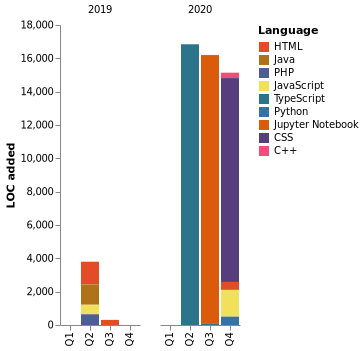 2019 2020
Language
HTML
Java
PHP
JavaScript
TypeScript
Python
Jupyter Notebook
CSS
C++
LOC added
18,000
16,000
14,000
12,000
10,000
8,000
6,000
4,000
2,000
0
Q1 Q2 Q3 Q4 Q1 Q2 Q3 Q4